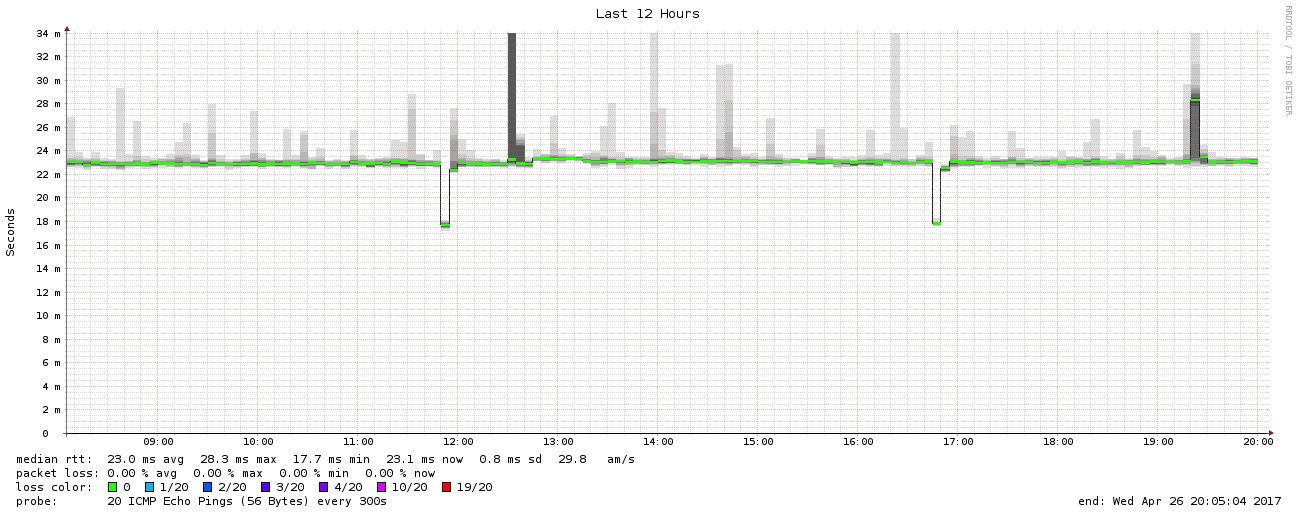 Last 12 Hours
RRDTOOL / TOBI OETIKER
Seconds
34 m
32 m
30 m
28 m
26 m
24 m
22 m
20 m
18 m
16 m
14 m
12 m
10 m
8 m
6 m
4 m
2 m
0
09:00 10:00 11:00 12:00 13:00 14:00 15:00 16:00 17:00 18:00 19:00 20:00
median rtt: 23.0 ms avg 28.3 ms max 17.7 ms min 23.1 ms now 0.8 ms sd 29.8 am/s
packet loss: 0.00 % avg 0.00 % max 0.00 % min 0.00 % now
loss color: 0 1/20 2/20 3/20 4/20 10/20 19/20
probe: 20 ICMP Echo Pings (56 Bytes) every 300s end: Wed Apr 26 20:05:04 2017